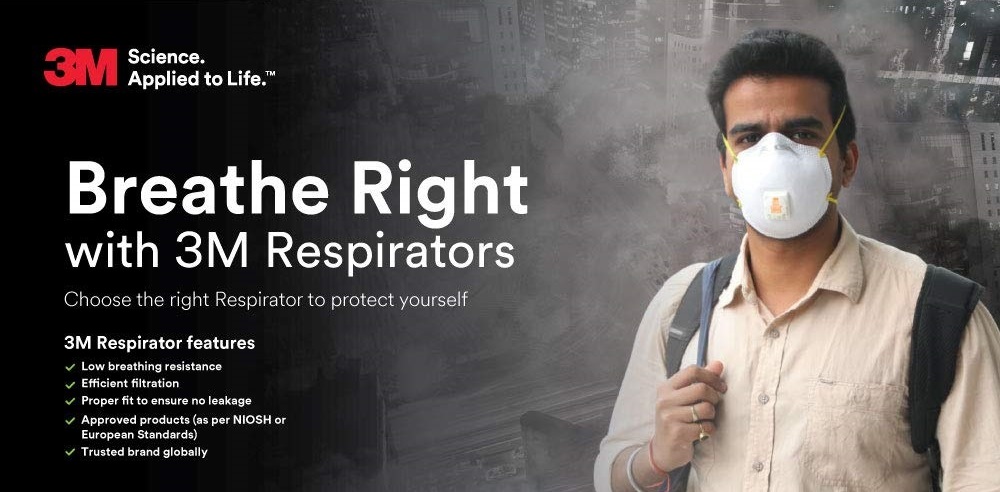 3M Science.
Applied to Life.™
Breathe Right
with 3M Respirators
Choose the right Respirator to protect yourself
3M Respirator features
Low breathing resistance
Efficient filtration
Proper fit to ensure no leakage
Approved products (as per NIOSH or
European Standards)
Trusted brand globally